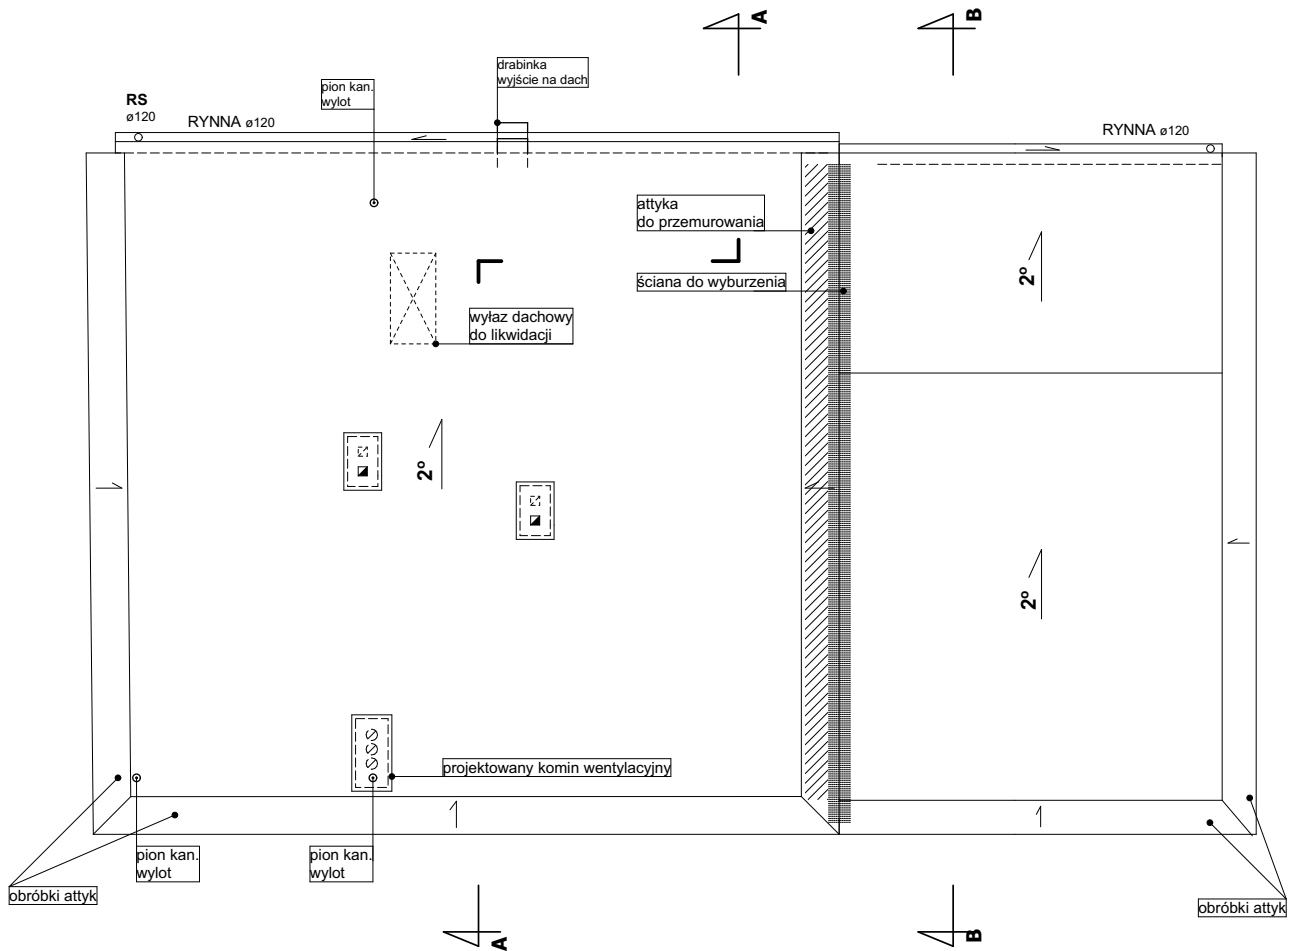 A
B
drabinka
wyjście na dach
pion kan.
wylot
RS
ø120
RYNNA ø120
RYNNA ø120
attyka
do przemurowania
2°
ściana do wyburzenia
wyłaz dachowy
do likwidacji
2°
2°
projektowany komin wentylacyjny
pion kan.
wylot
pion kan.
wylot
obróbki attyk
obróbki attyk
A
B